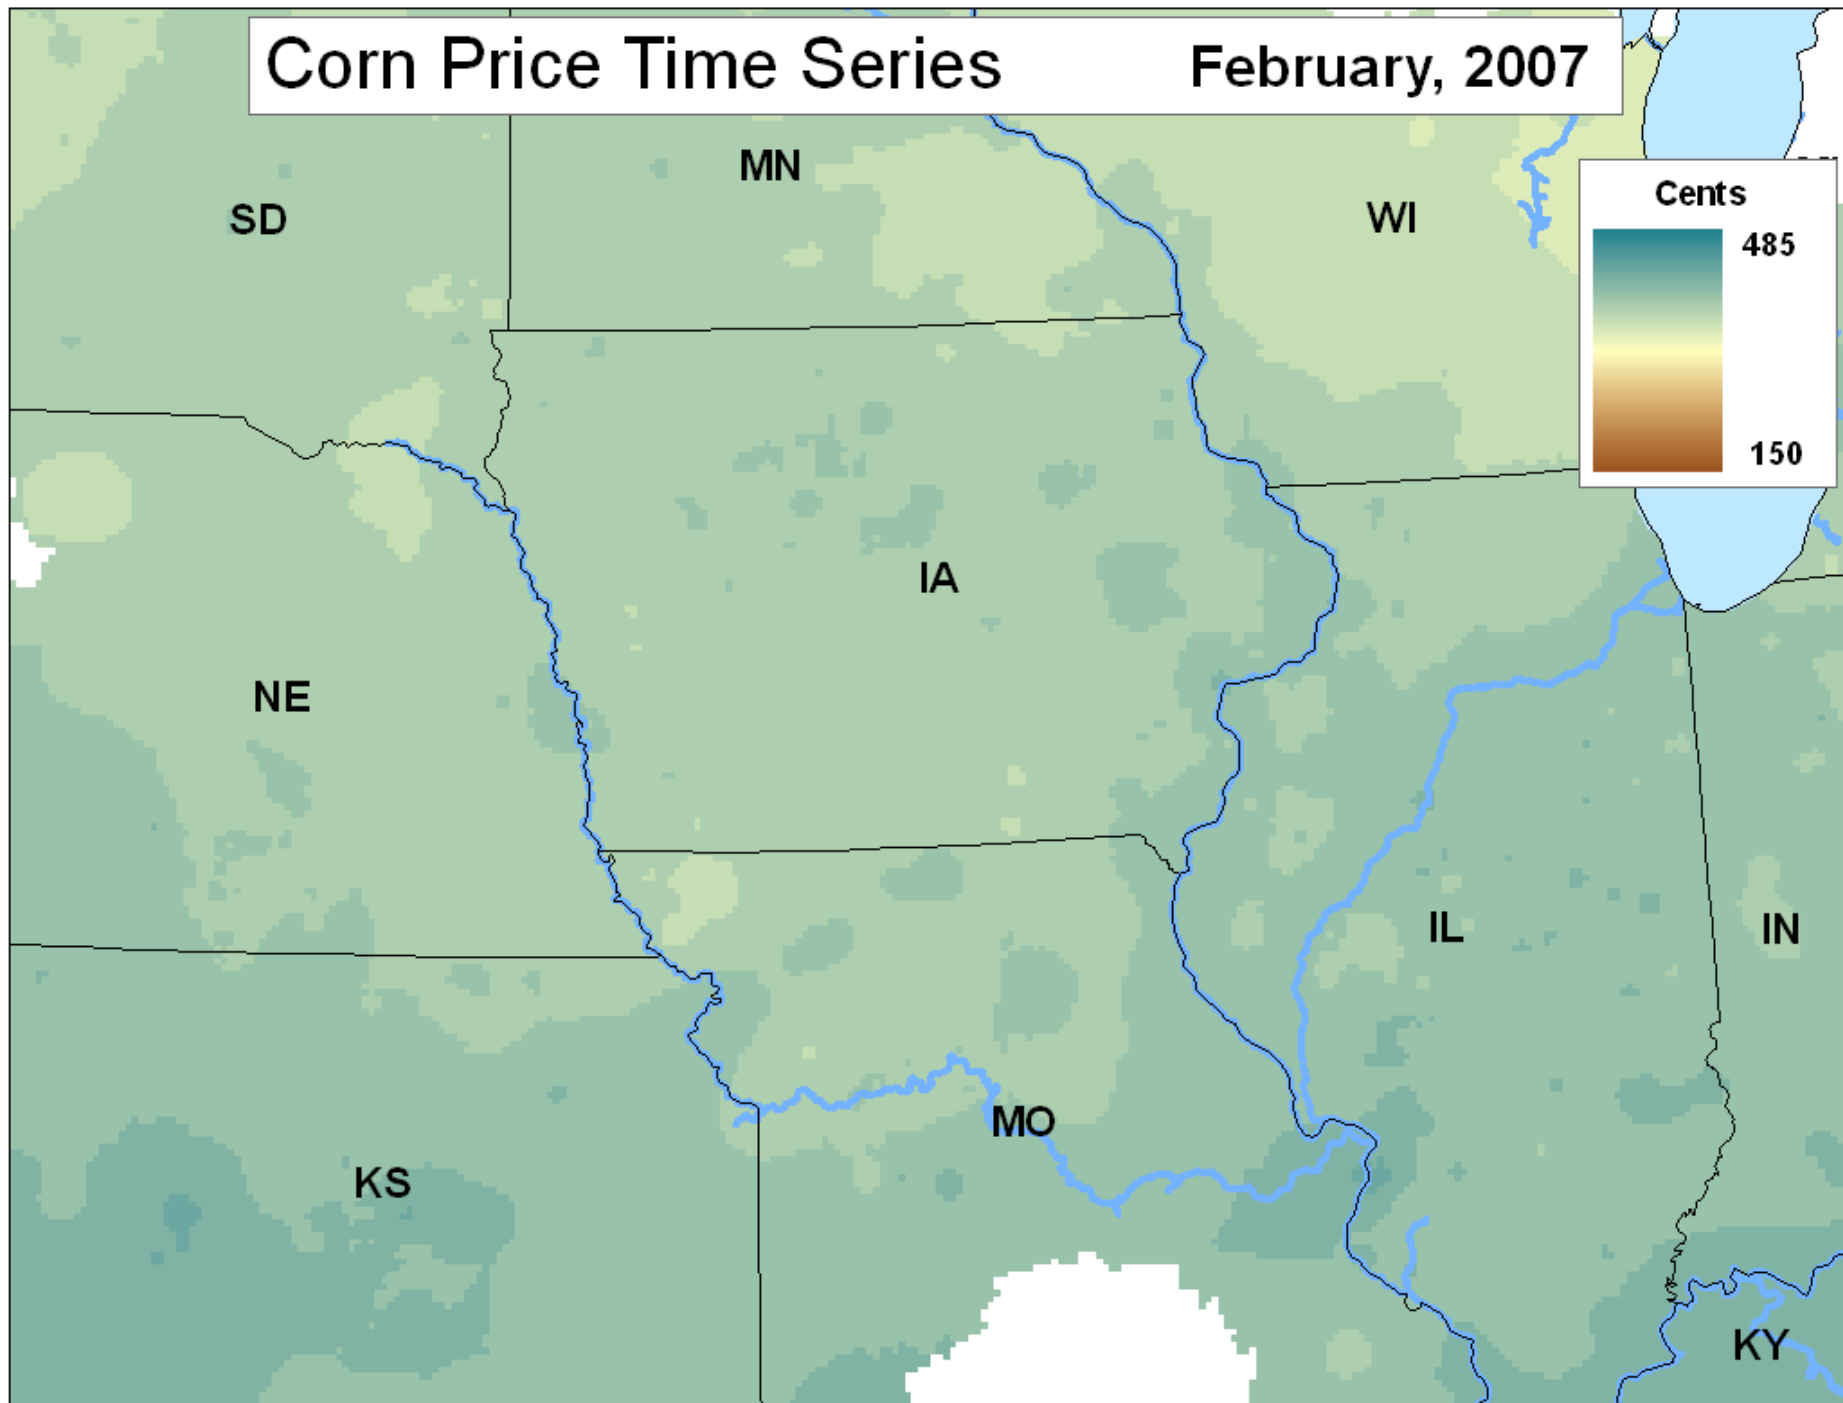 Corn Price Time Series February, 2007
MN
SD
WI
Cents
485
150
IA
NE
IL
IN
MO
KS
KY